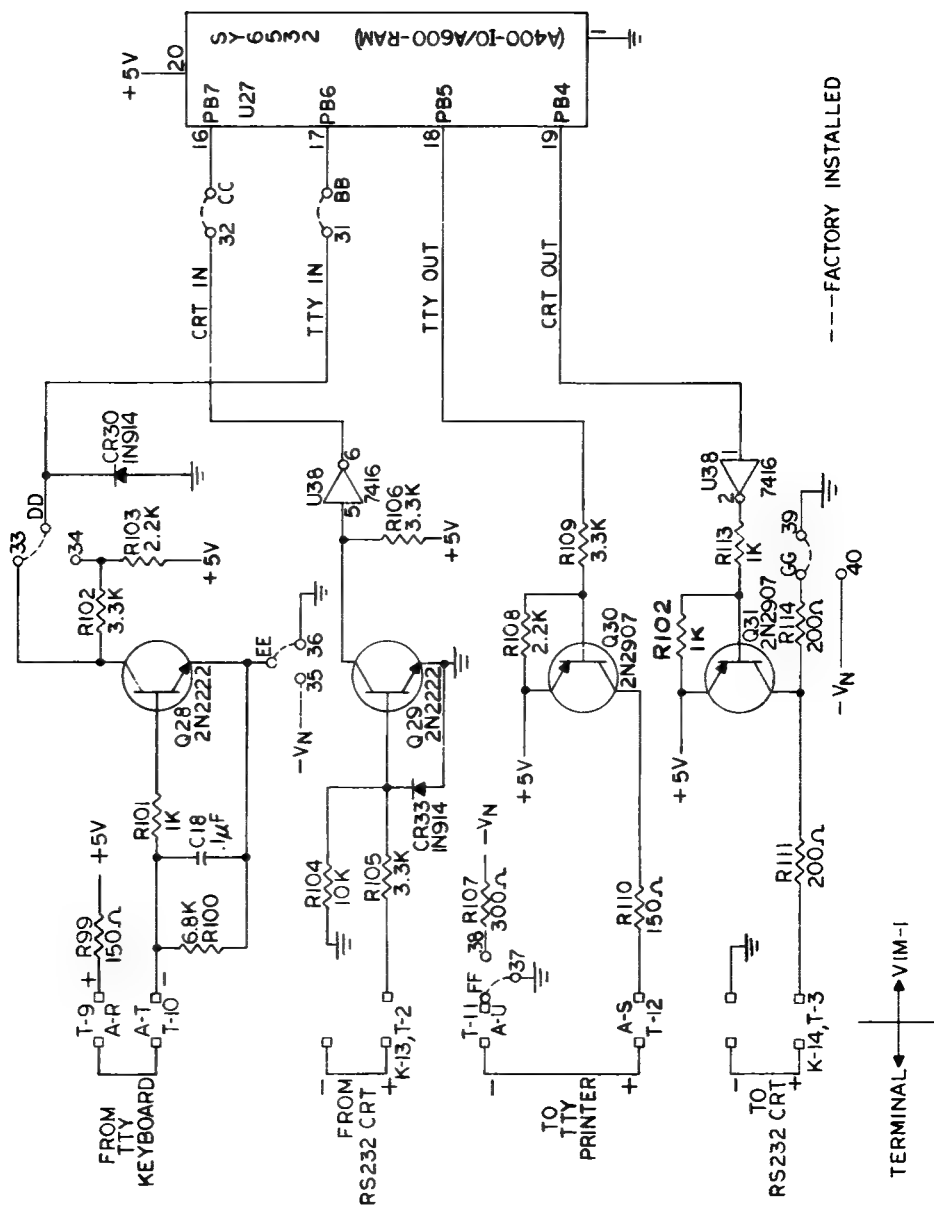 FROM
TTY
KEYBOARD
T-9
A-R
+
R99
150Ω
+5V
A-T
T-10
-
6.8K
R100
C18
.1µF
R101
1K
Q28
2N2222
R102
3.3K
R103
2.2K
+5V
33
34
DD
CR30
1N914
EE
35
36
-VN
FROM
RS232 CRT
-
+
K-13, T-2
R104
10K
R105
3.3K
CR33
1N914
Q29
2N2222
R106
3.3K
+5V
U38
5
6
7416
CRT IN
32
CC
TTY IN
31
BB
TO
TTY
PRINTER
-
+
T-11
A-U
FF
38
37
R107
300Ω
-VN
A-S
T-12
R110
150Ω
+5V
R108
2.2K
Q30
2N2907
R109
3.3K
TTY OUT
CRT OUT
TO
RS232 CRT
-
+
K-14, T-3
R111
200Ω
+5V
R102
1K
Q31
2N2907
R113
1K
U38
1
2
7416
R114
200Ω
GG
39
40
-VN
+5V
20
SY6532
(A400-IO/A600-RAM)
U27
1
16
PB7
17
PB6
18
PB5
19
PB4
---FACTORY INSTALLED
TERMINAL
VIM-1